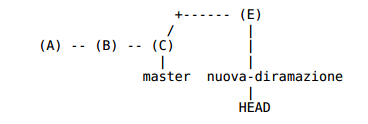 +------ (E)
/ |
(A) -- (B) -- (C) |
| |
master nuova-diramazione
|
HEAD